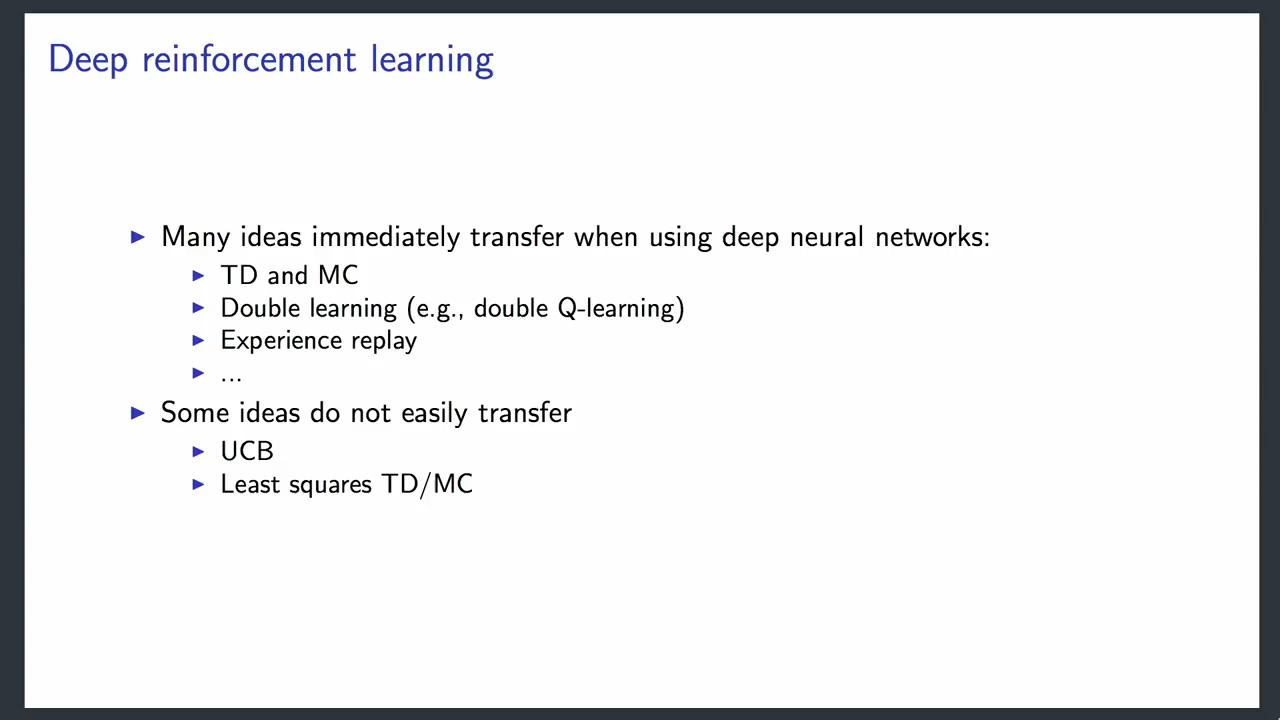 Deep reinforcement learning
▶ Many ideas immediately transfer when using deep neural networks:
▶ TD and MC
▶ Double learning (e.g., double Q-learning)
▶ Experience replay
▶ ...
▶ Some ideas do not easily transfer
▶ UCB
▶ Least squares TD/MC